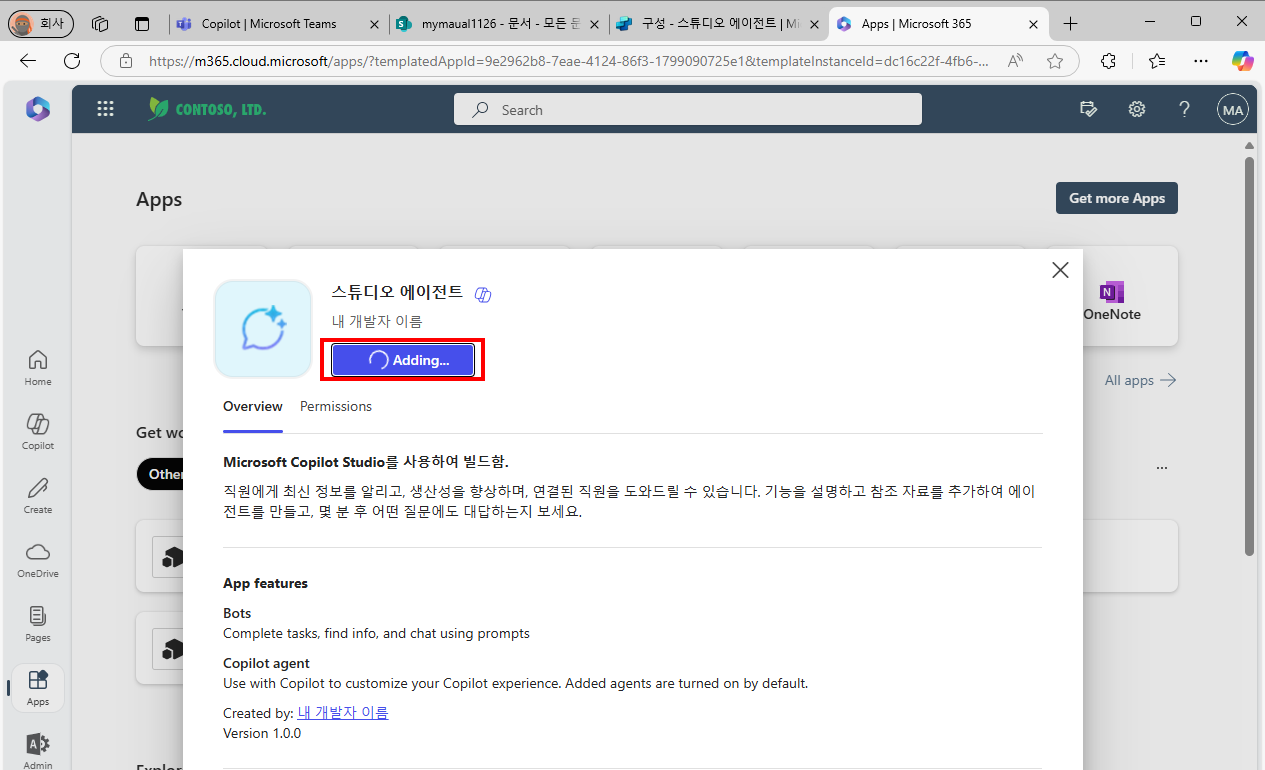 회사
Copilot | Microsoft Teams
mymaual1126 - 문서 - 모든 문
구성 - 스튜디오 에이전트 | Mi
Apps | Microsoft 365
https://m365.cloud.microsoft/apps/?templatedAppId=9e2962b8-7eae-4124-86f3-1799090725e1&templateInstanceId=dc16c22f-4fb6-...
CONTOSO, LTD.
Search
MA
Apps
Get more Apps
스튜디오 에이전트
내 개발자 이름
Adding...
OneNote
All apps
Home
Copilot
Create
OneDrive
Pages
Apps
Admin
Get wo
Other
Overview
Permissions
Microsoft Copilot Studio를 사용하여 빌드함.
직원에게 최신 정보를 알리고, 생산성을 향상하며, 연결된 직원을 도와드릴 수 있습니다. 기능을 설명하고 참조 자료를 추가하여 에이
전트를 만들고, 몇 분 후 어떤 질문에도 대답하는지 보세요.
App features
Bots
Complete tasks, find info, and chat using prompts
Copilot agent
Use with Copilot to customize your Copilot experience. Added agents are turned on by default.
Created by: 내 개발자 이름
Version 1.0.0